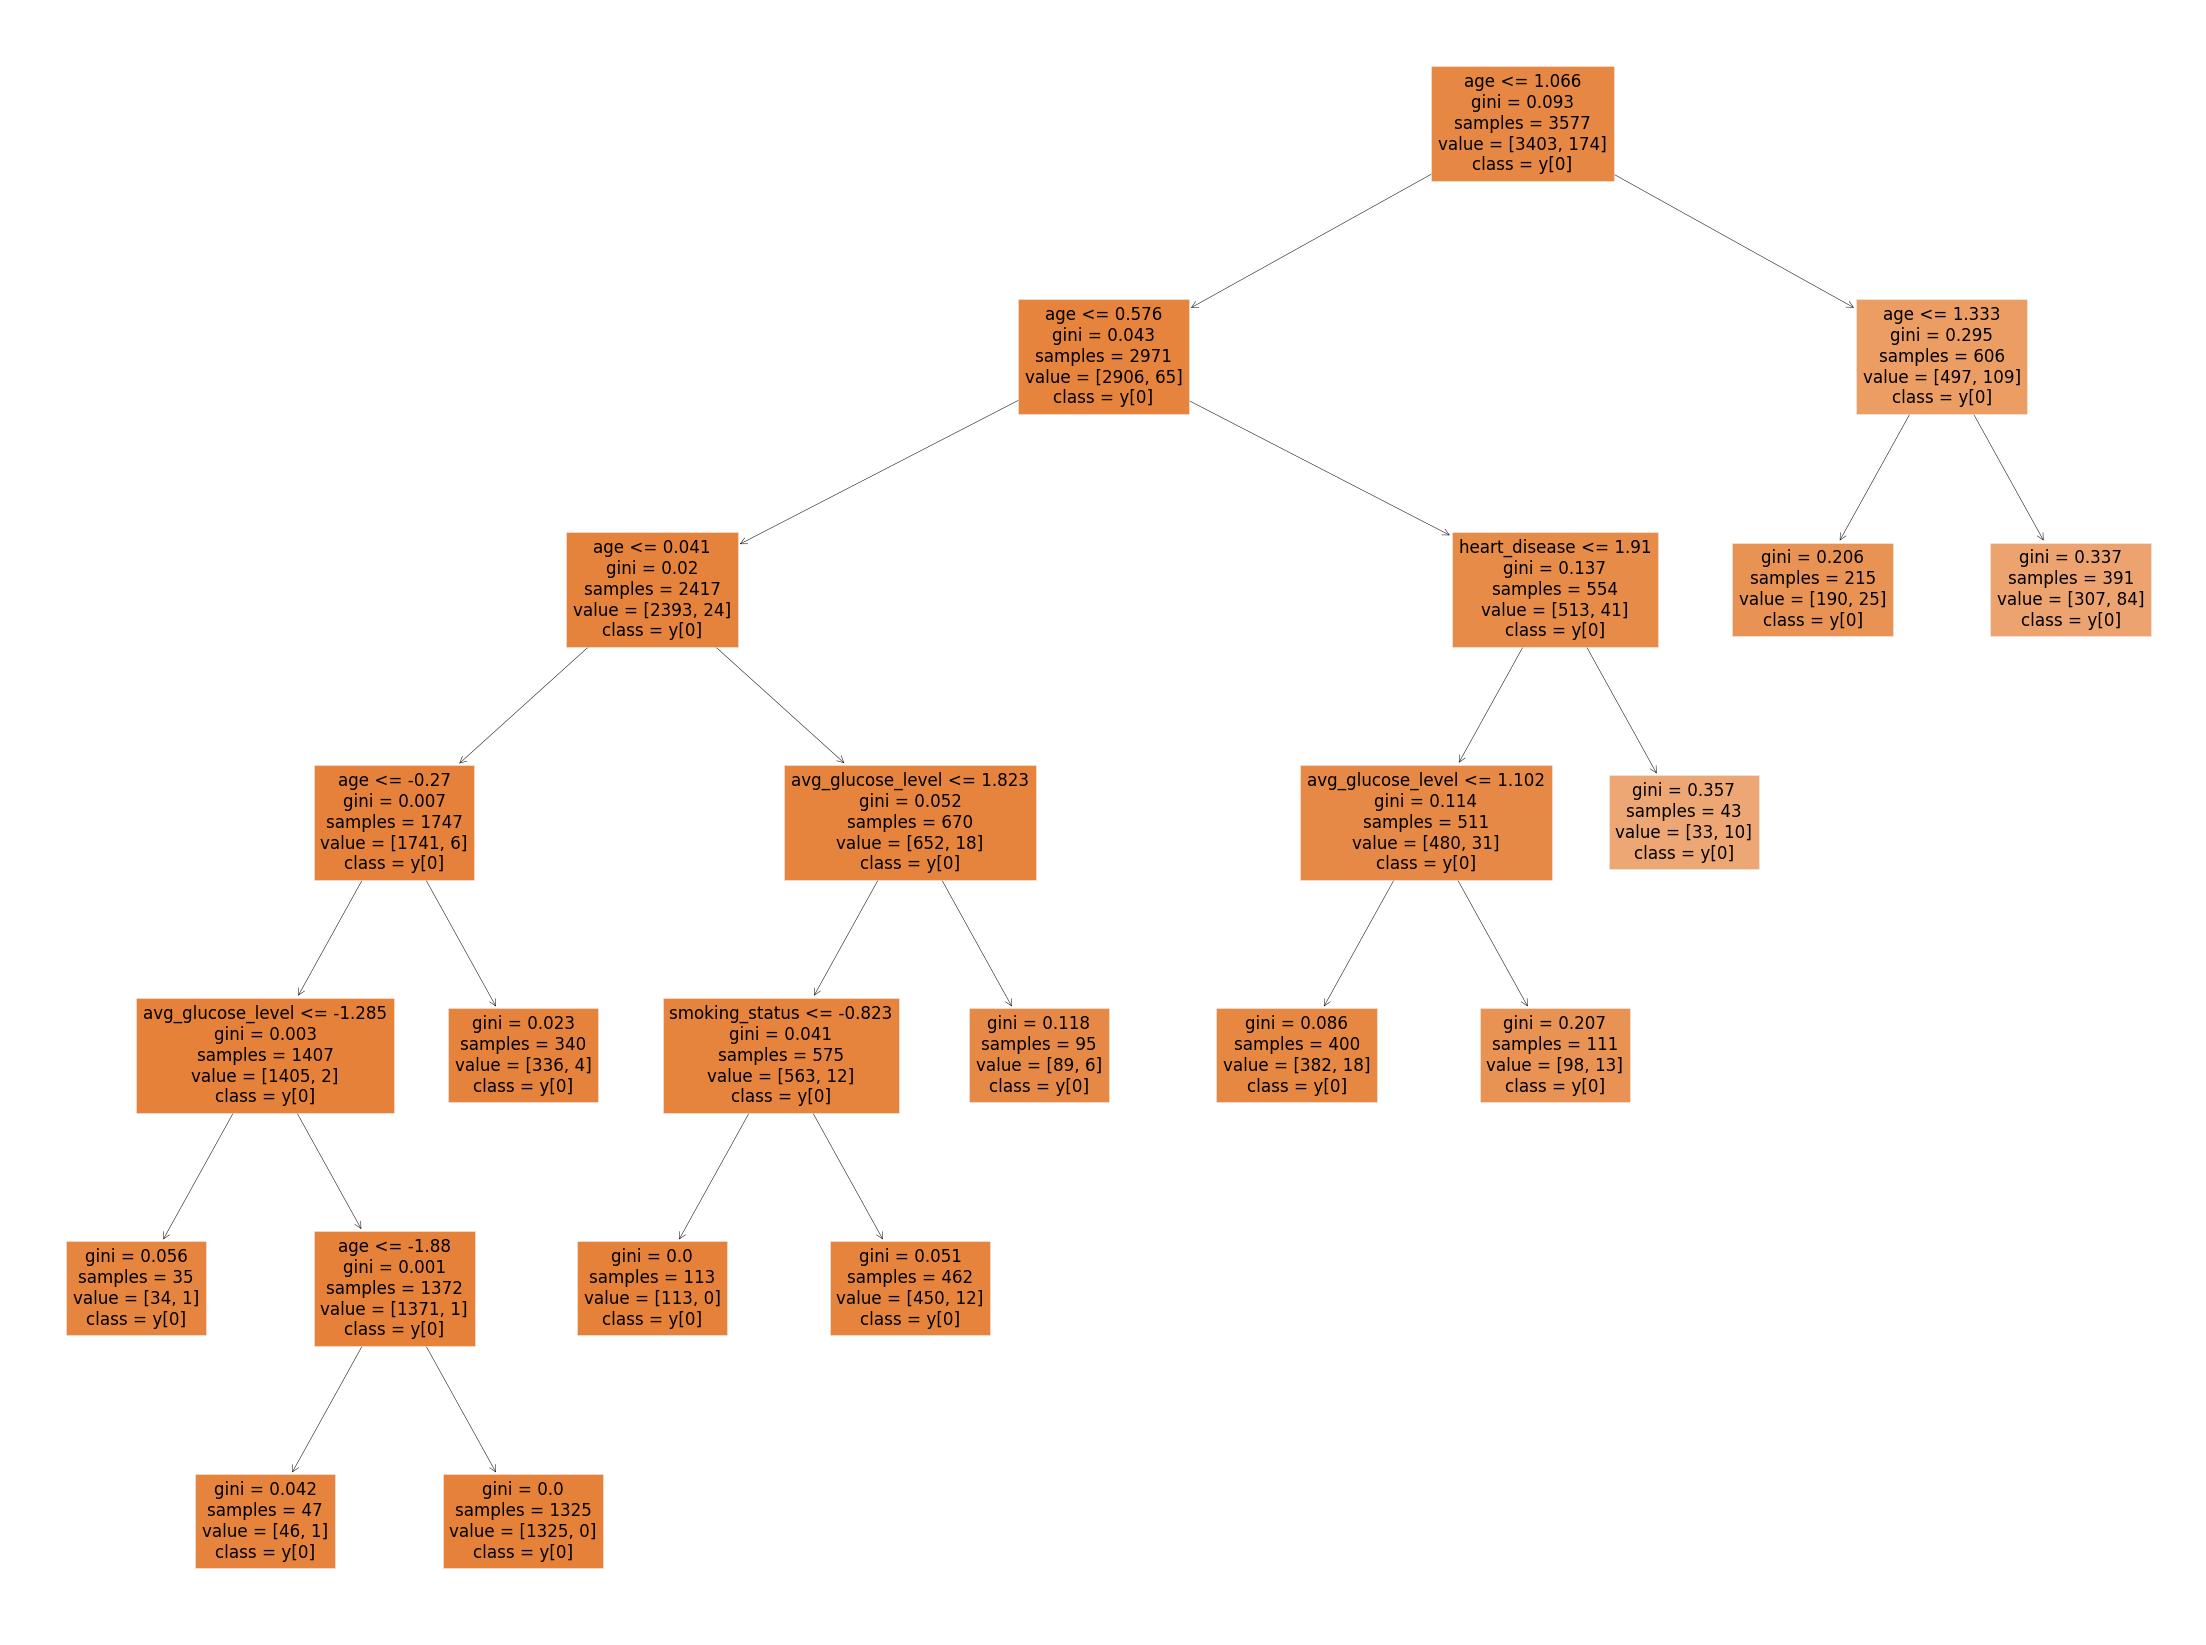 age <= 1.066
gini = 0.093
samples = 3577
value = [3403, 174]
class = y[0]
age <= 0.576
gini = 0.043
samples = 2971
value = [2906, 65]
class = y[0]
age <= 1.333
gini = 0.295
samples = 606
value = [497, 109]
class = y[0]
age <= 0.041
gini = 0.02
samples = 2417
value = [2393, 24]
class = y[0]
heart_disease <= 1.91
gini = 0.137
samples = 554
value = [513, 41]
class = y[0]
gini = 0.206
samples = 215
value = [190, 25]
class = y[0]
gini = 0.337
samples = 391
value = [307, 84]
class = y[0]
age <= -0.27
gini = 0.007
samples = 1747
value = [1741, 6]
class = y[0]
avg_glucose_level <= 1.823
gini = 0.052
samples = 670
value = [652, 18]
class = y[0]
avg_glucose_level <= 1.102
gini = 0.114
samples = 511
value = [480, 31]
class = y[0]
gini = 0.357
samples = 43
value = [33, 10]
class = y[0]
avg_glucose_level <= -1.285
gini = 0.003
samples = 1407
value = [1405, 2]
class = y[0]
gini = 0.023
samples = 340
value = [336, 4]
class = y[0]
smoking_status <= -0.823
gini = 0.041
samples = 575
value = [563, 12]
class = y[0]
gini = 0.118
samples = 95
value = [89, 6]
class = y[0]
gini = 0.086
samples = 400
value = [382, 18]
class = y[0]
gini = 0.207
samples = 111
value = [98, 13]
class = y[0]
gini = 0.056
samples = 35
value = [34, 1]
class = y[0]
age <= -1.88
gini = 0.001
samples = 1372
value = [1371, 1]
class = y[0]
gini = 0.0
samples = 113
value = [113, 0]
class = y[0]
gini = 0.051
samples = 462
value = [450, 12]
class = y[0]
gini = 0.042
samples = 47
value = [46, 1]
class = y[0]
gini = 0.0
samples = 1325
value = [1325, 0]
class = y[0]